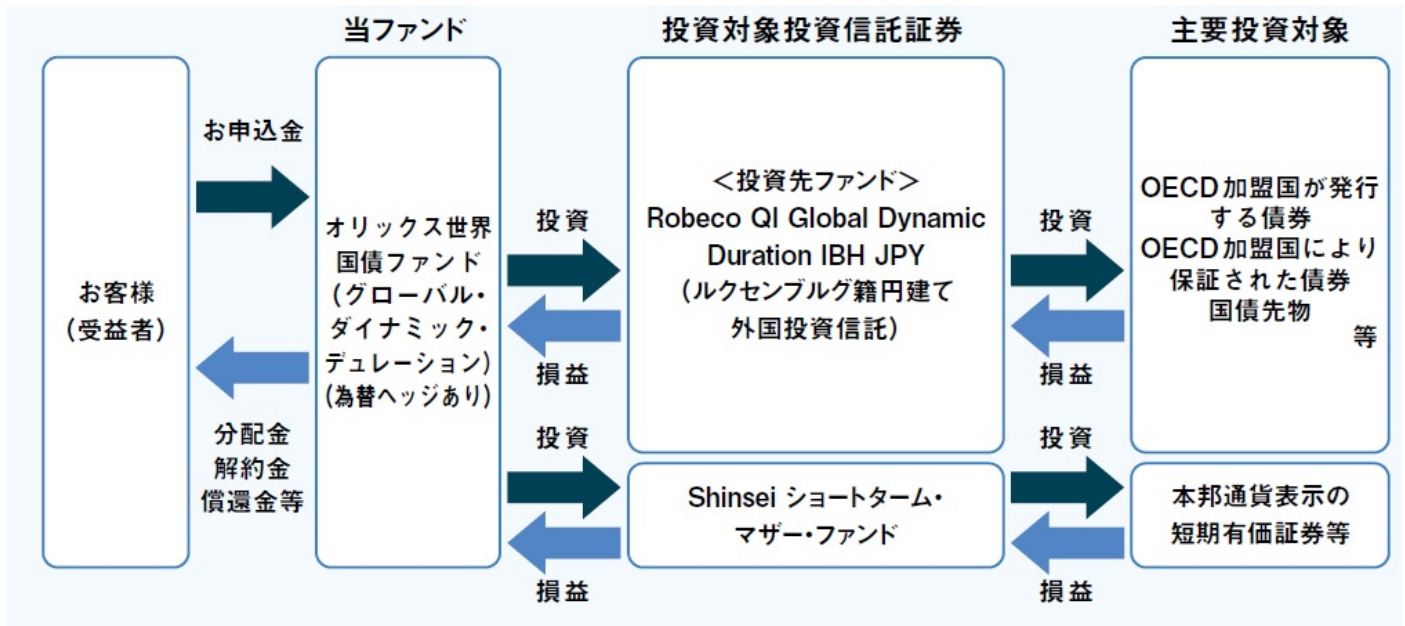 当ファンド
投資対象投資信託証券
主要投資対象
お客様
（受益者）
お申込金
分配金
解約金
償還金等
オリックス世界
国債ファンド
（グローバル・
ダイナミック・
デュレーション）
（為替ヘッジあり）
投資
損益
投資
損益
＜投資先ファンド＞
Robeco QI Global Dynamic
Duration IBH JPY
（ルクセンブルグ籍円建て
外国投資信託）
Shinsei ショートターム・
マザー・ファンド
投資
損益
投資
損益
OECD加盟国が発行
する債券
OECD加盟国により
保証された債券
国債先物
等
本邦通貨表示の
短期有価証券等